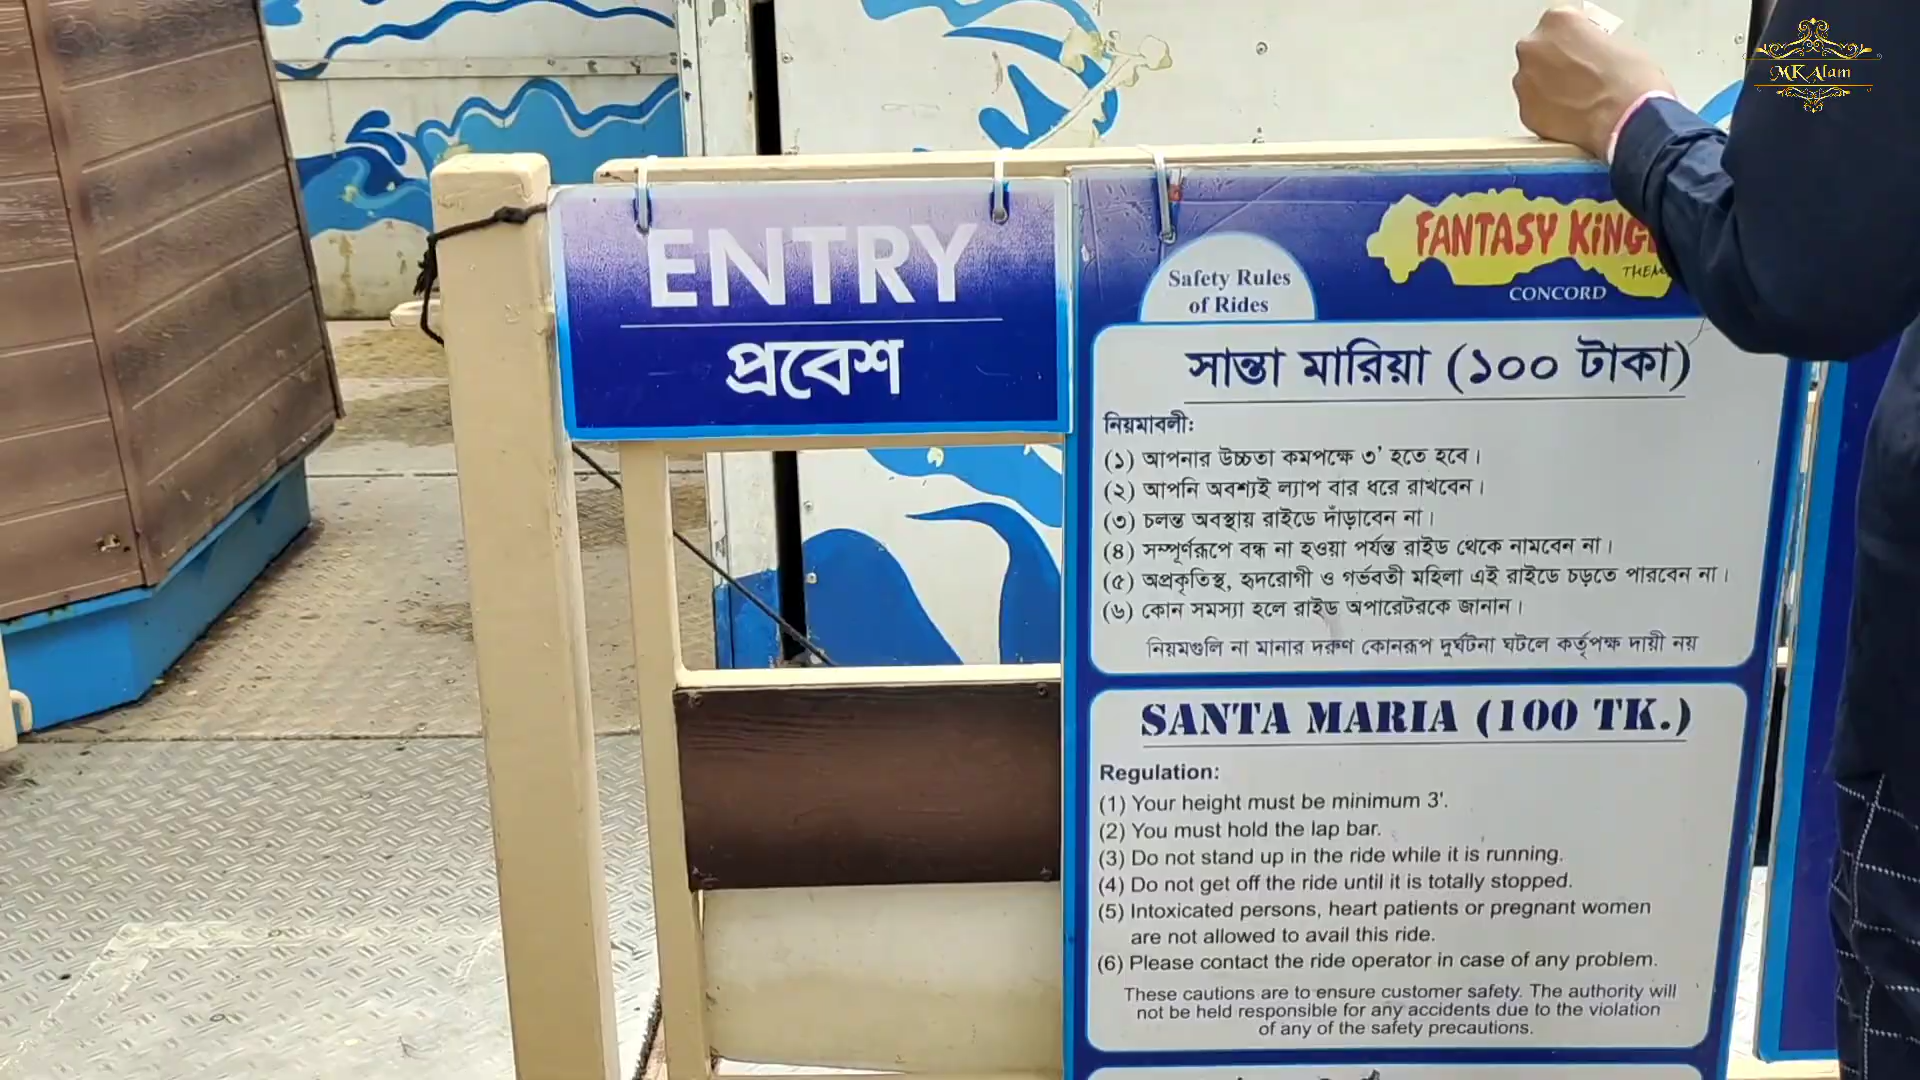 MK Alam
ENTRY
প্রবেশ
Safety Rules
of Rides
FANTASY KING
THEM
CONCORD
সান্তা মারিয়া (১০০ টাকা)
নিয়মাবলী:
(১) আপনার উচ্চতা কমপক্ষে ৩' হতে হবে।
(২) আপনি অবশ্যই ল্যাপ বার ধরে রাখবেন।
(৩) চলন্ত অবস্থায় রাইডে দাঁড়াবেন না।
(৪) সম্পূর্ণরূপে বন্ধ না হওয়া পর্যন্ত রাইড থেকে নামবেন না।
(৫) অপ্রকৃতিস্থ, হৃদরোগী ও গর্ভবতী মহিলা এই রাইডে চড়তে পারবেন না।
(৬) কোন সমস্যা হলে রাইড অপারেটরকে জানান।
নিয়মগুলি না মানার দরুণ কোনরূপ দুর্ঘটনা ঘটলে কর্তৃপক্ষ দায়ী নয়
SANTA MARIA (100 TK.)
Regulation:
(1) Your height must be minimum 3'.
(2) You must hold the lap bar.
(3) Do not stand up in the ride while it is running.
(4) Do not get off the ride until it is totally stopped.
(5) Intoxicated persons, heart patients or pregnant women
are not allowed to avail this ride.
(6) Please contact the ride operator in case of any problem.
These cautions are to ensure customer safety. The authority will
not be held responsible for any accidents due to the violation
of any of the safety precautions.